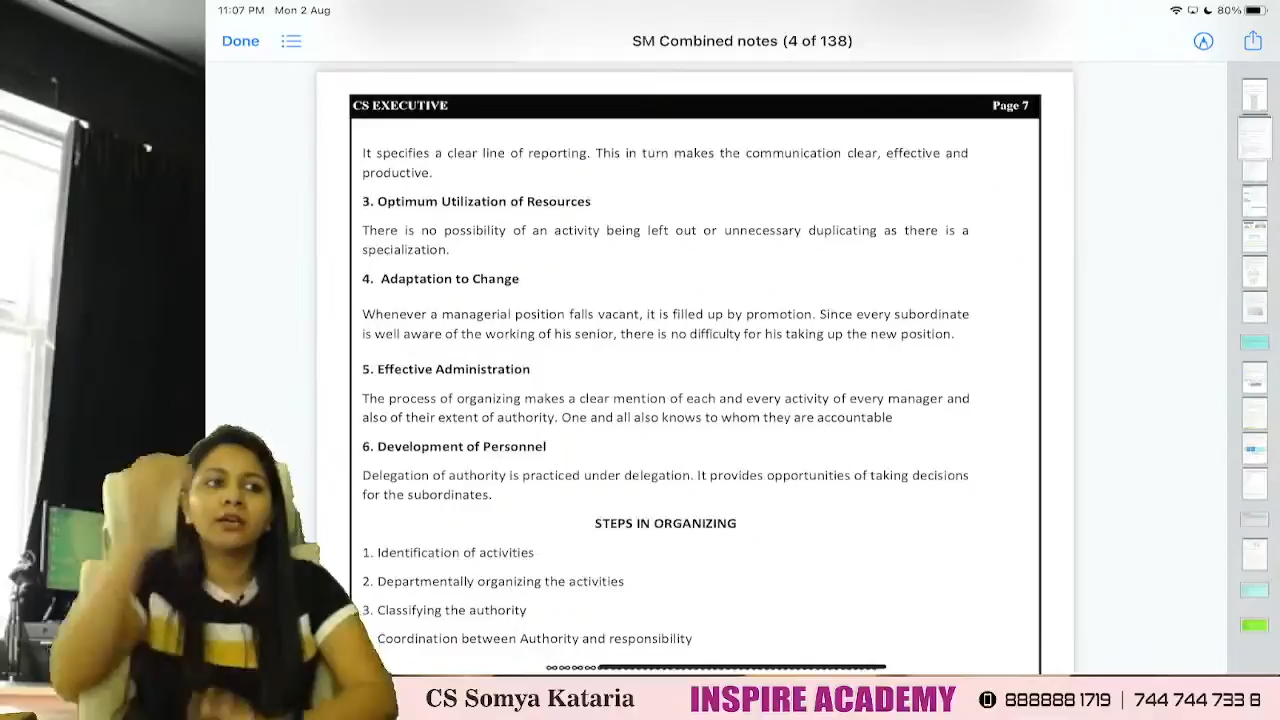 11:07 PM Mon 2 Aug
80%
Done
SM Combined notes (4 of 138)
CS EXECUTIVE Page 7
It specifies a clear line of reporting. This in turn makes the communication clear, effective and
productive.
3. Optimum Utilization of Resources
There is no possibility of an activity being left out or unnecessary duplicating as there is a
specialization.
4. Adaptation to Change
Whenever a managerial position falls vacant, it is filled up by promotion. Since every subordinate
is well aware of the working of his senior, there is no difficulty for his taking up the new position.
5. Effective Administration
The process of organizing makes a clear mention of each and every activity of every manager and
also of their extent of authority. One and all also knows to whom they are accountable
6. Development of Personnel
Delegation of authority is practiced under delegation. It provides opportunities of taking decisions
for the subordinates.
STEPS IN ORGANIZING
1. Identification of activities
2. Departmentally organizing the activities
3. Classifying the authority
Coordination between Authority and responsibility
CS Somya Kataria INSPIRE ACADEMY 888888 1719 | 744 744 733 8